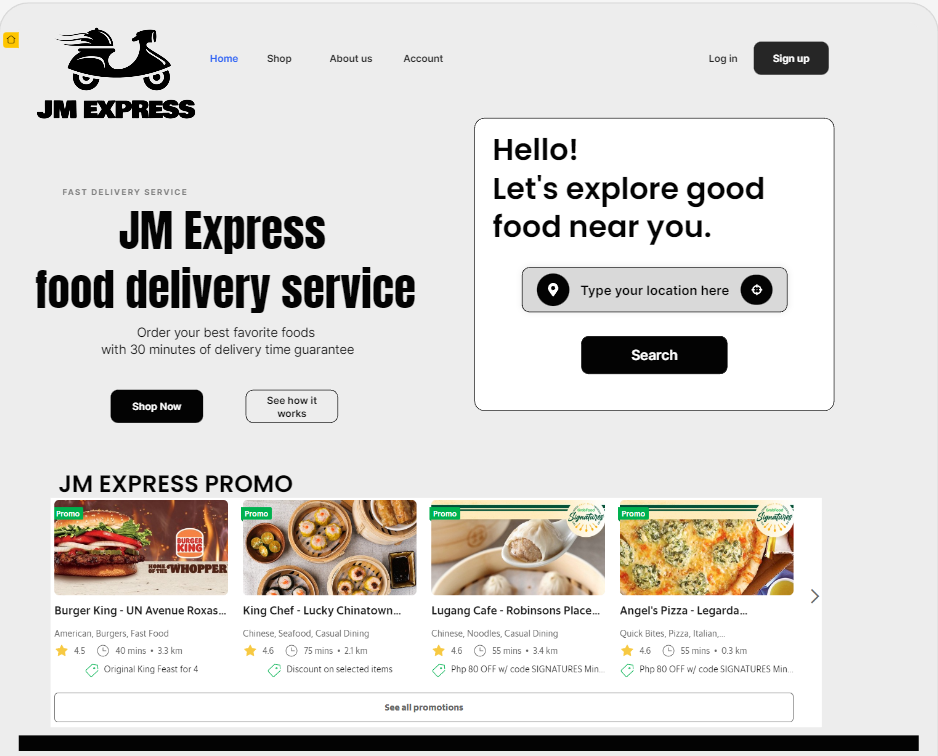 JM EXPRESS
Home
Shop
About us
Account
Log in
Sign up
FAST DELIVERY SERVICE
JM Express
food delivery service
Order your best favorite foods
with 30 minutes of delivery time guarantee
Shop Now
See how it
works
Hello!
Let's explore good
food near you.
Type your location here
Search
JM EXPRESS PROMO
Promo
BURGER
KING
HOME
OF THE WHOPPER
Burger King - UN Avenue Roxas...
American, Burgers, Fast Food
4.5 40 mins • 3.3 km
Original King Feast for 4
Promo
King Chef - Lucky Chinatown...
Chinese, Seafood, Casual Dining
4.6 75 mins • 2.1 km
Discount on selected items
Promo
Signatures
Lugang Cafe - Robinsons Place...
Chinese, Noodles, Casual Dining
4.6 55 mins • 3.4 km
Php 80 OFF w/ code SIGNATURES Min...
Promo
Signatures
Angel's Pizza - Legarda...
Quick Bites, Pizza, Italian,...
4.6 55 mins • 0.3 km
Php 80 OFF w/ code SIGNATURES Min...
See all promotions